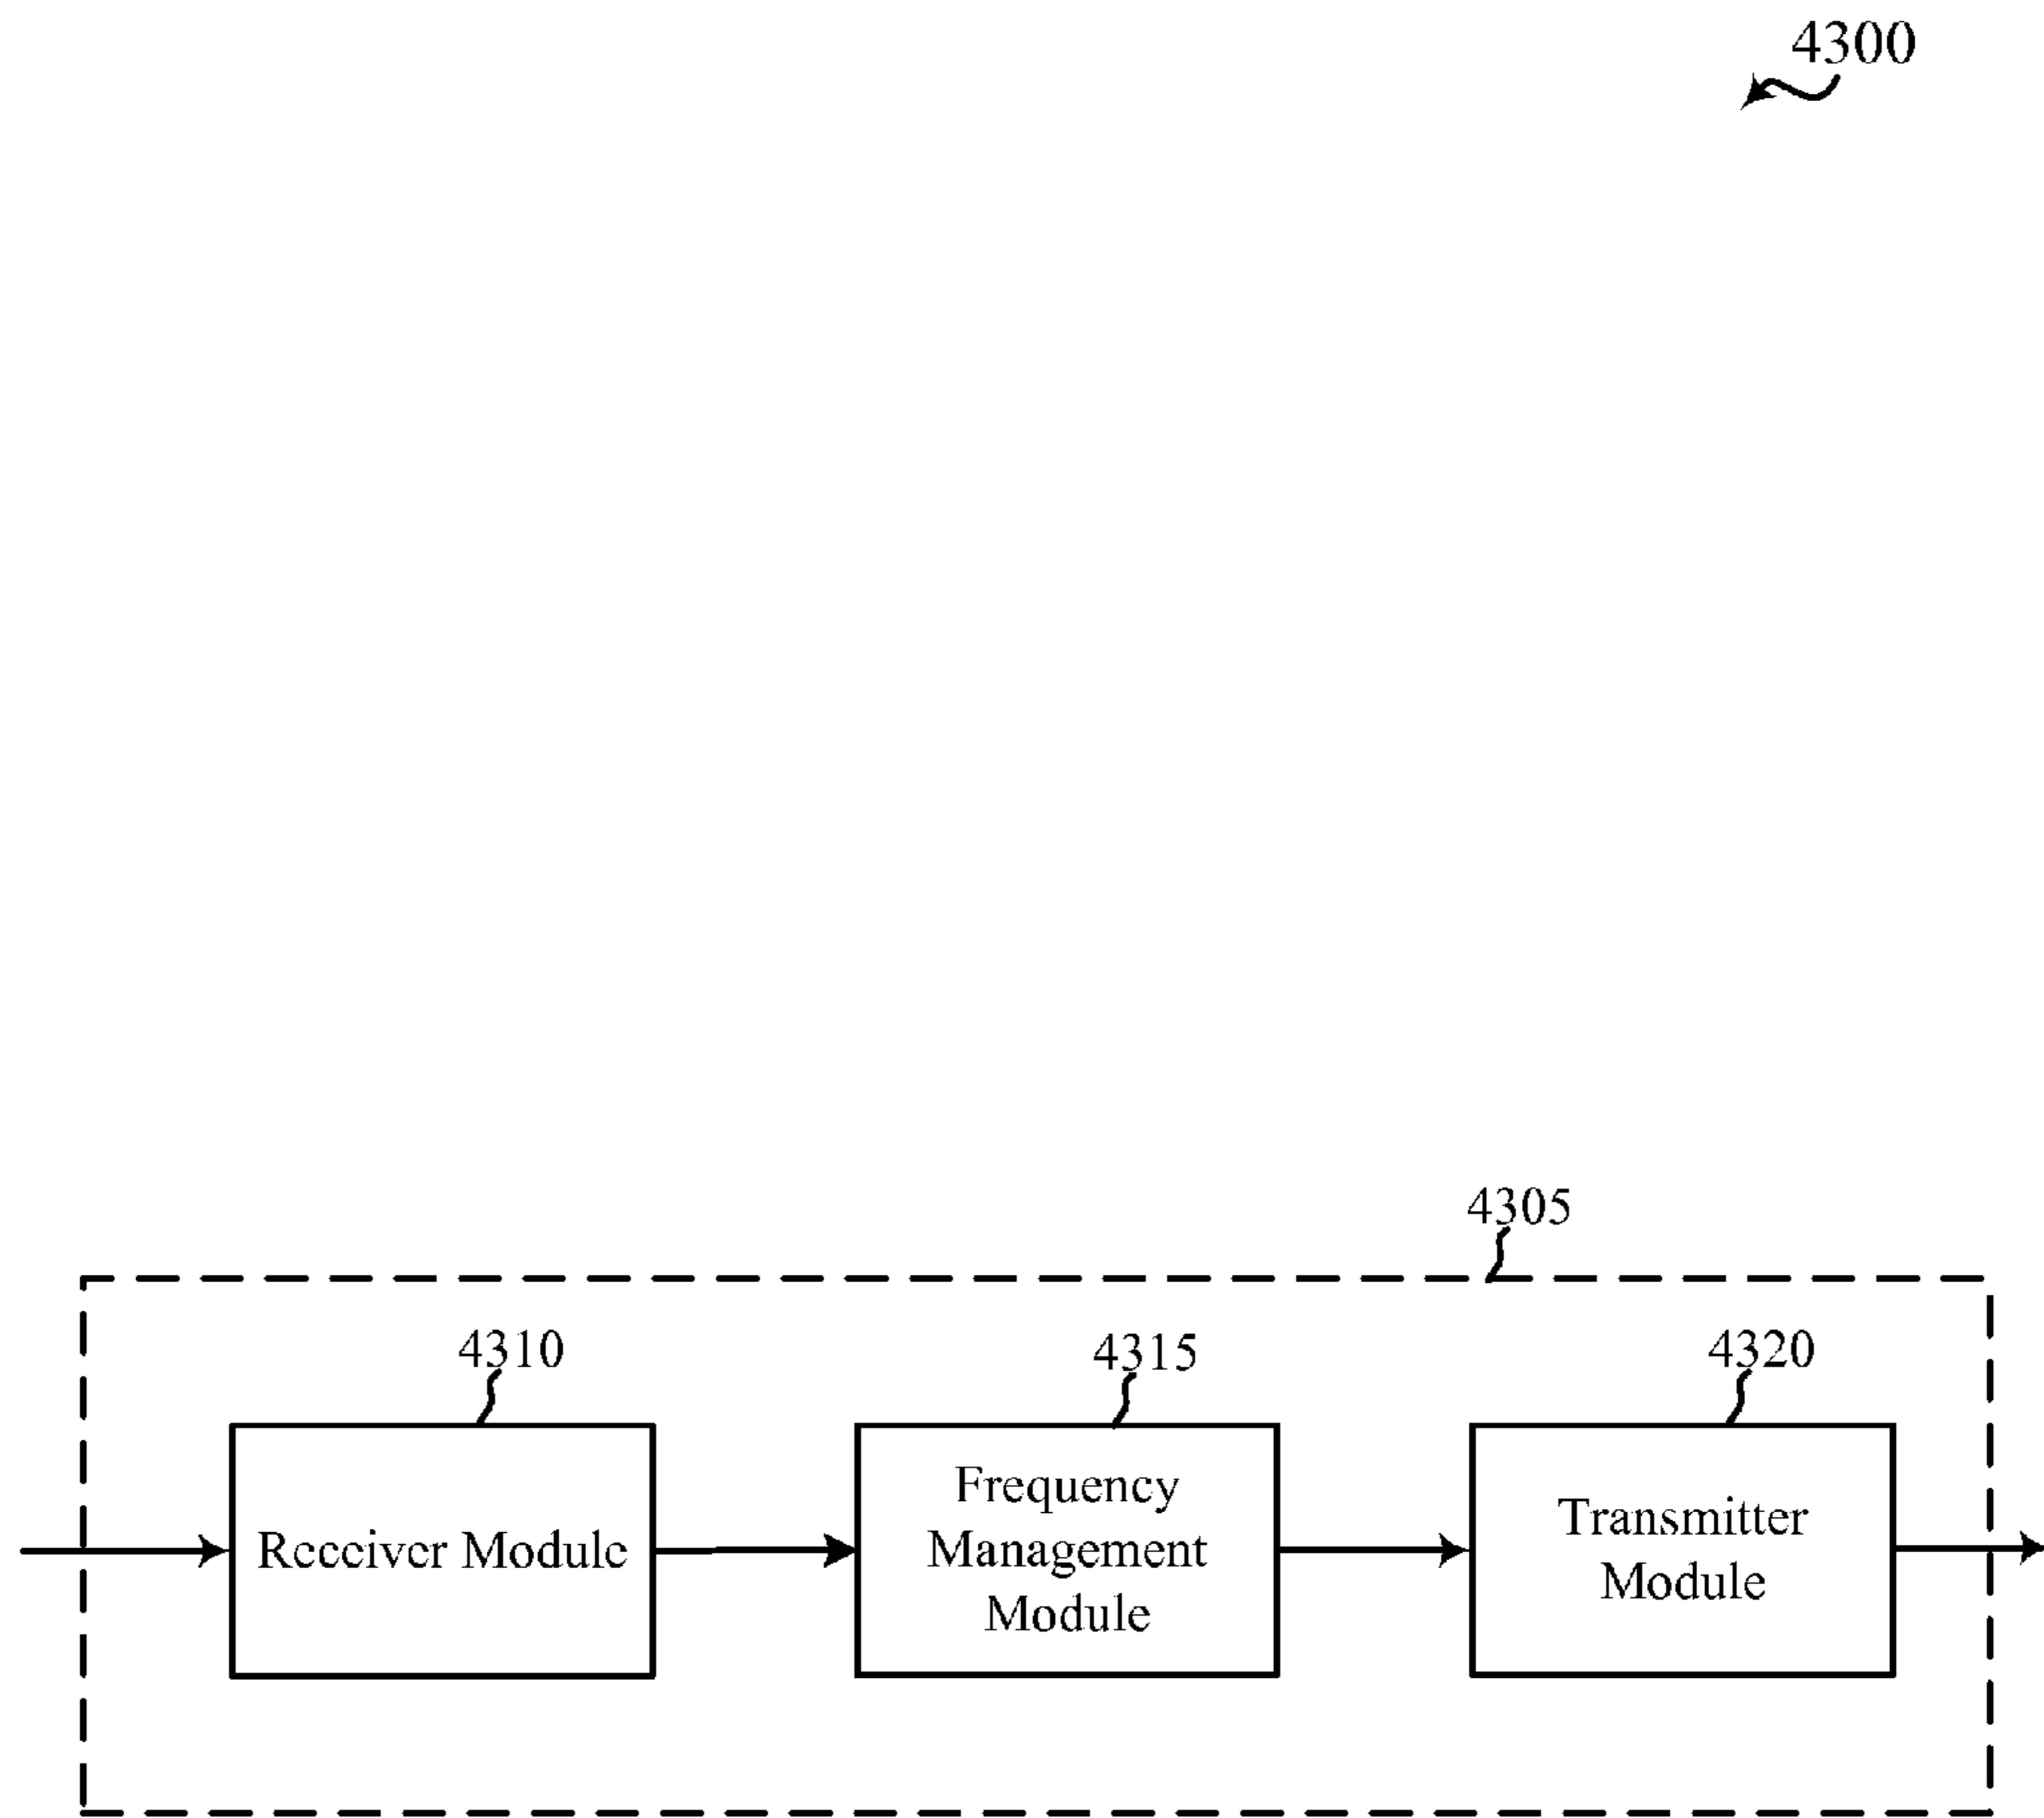 4300
4305
4310
4315
4320
Receiver Module
Frequency
Management
Module
Transmitter
Module